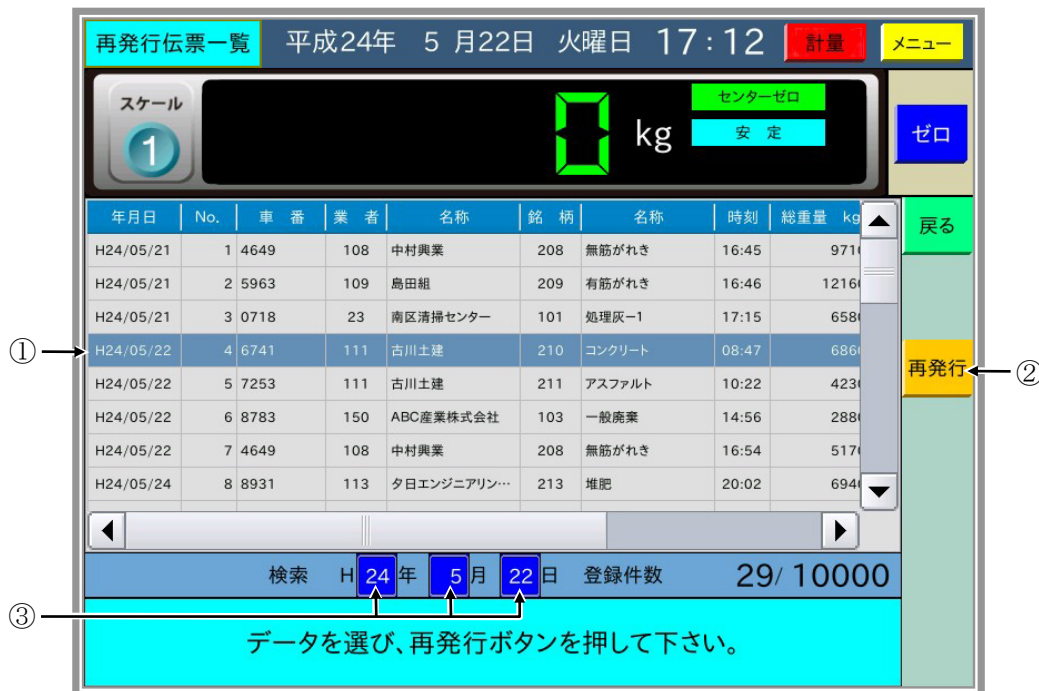 再発行伝票一覧 平成24年 5月22日 火曜日 17:12 計量 メニュー
スケール
1
0 kg
センターゼロ
安 定
ゼロ
戻る
年月日 No. 車 番 業 者 名称 銘 柄 名称 時刻 総重量 kg
H24/05/21 1 4649 108 中村興業 208 無筋がれき 16:45 971
H24/05/21 2 5963 109 島田組 209 有筋がれき 16:46 1216
H24/05/21 3 0718 23 南区清掃センター 101 処理灰ー1 17:15 658
① H24/05/22 4 6741 111 古川土建 210 コンクリート 08:47 686
再発行 ②
H24/05/22 5 7253 111 古川土建 211 アスファルト 10:22 423
H24/05/22 6 8783 150 ABC産業株式会社 103 一般廃棄 14:56 288
H24/05/22 7 4649 108 中村興業 208 無筋がれき 16:54 517
H24/05/24 8 8931 113 夕日エンジニアリン… 213 堆肥 20:02 694
検索 H 24 年 5 月 22 日 登録件数 29/ 10000
③
データを選び、再発行ボタンを押して下さい。